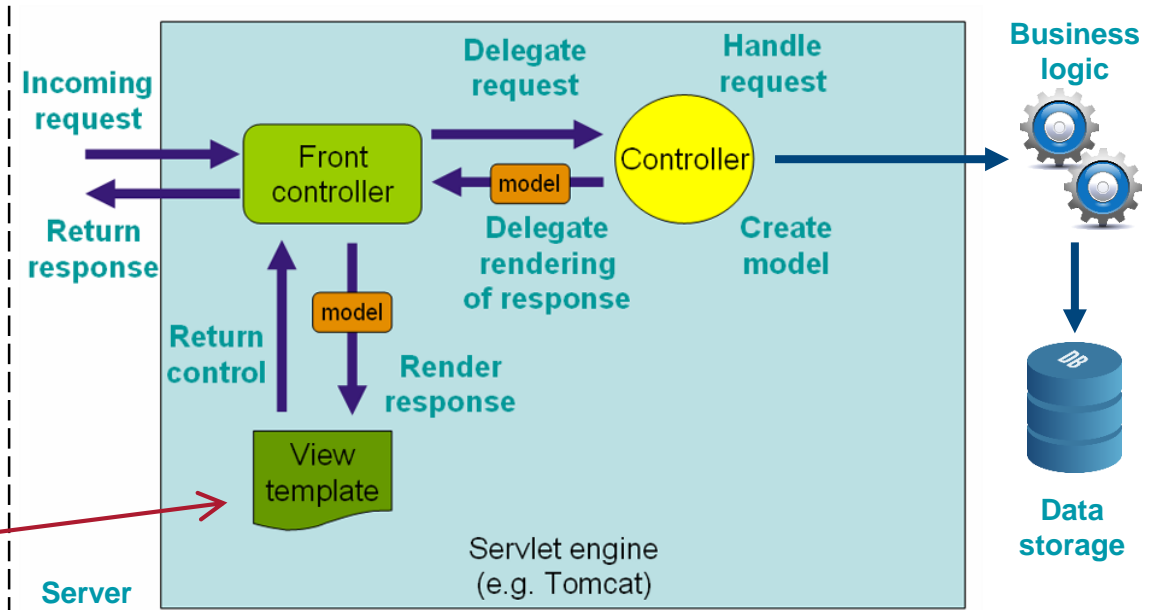 Incoming
request
Return
response
Front
controller
Delegate
request
model
Delegate
rendering
of response
Handle
request
Controller
Create
model
Business
logic
DB
Data
storage
Return
control
model
Render
response
View
template
Servlet engine
(e.g. Tomcat)
Server